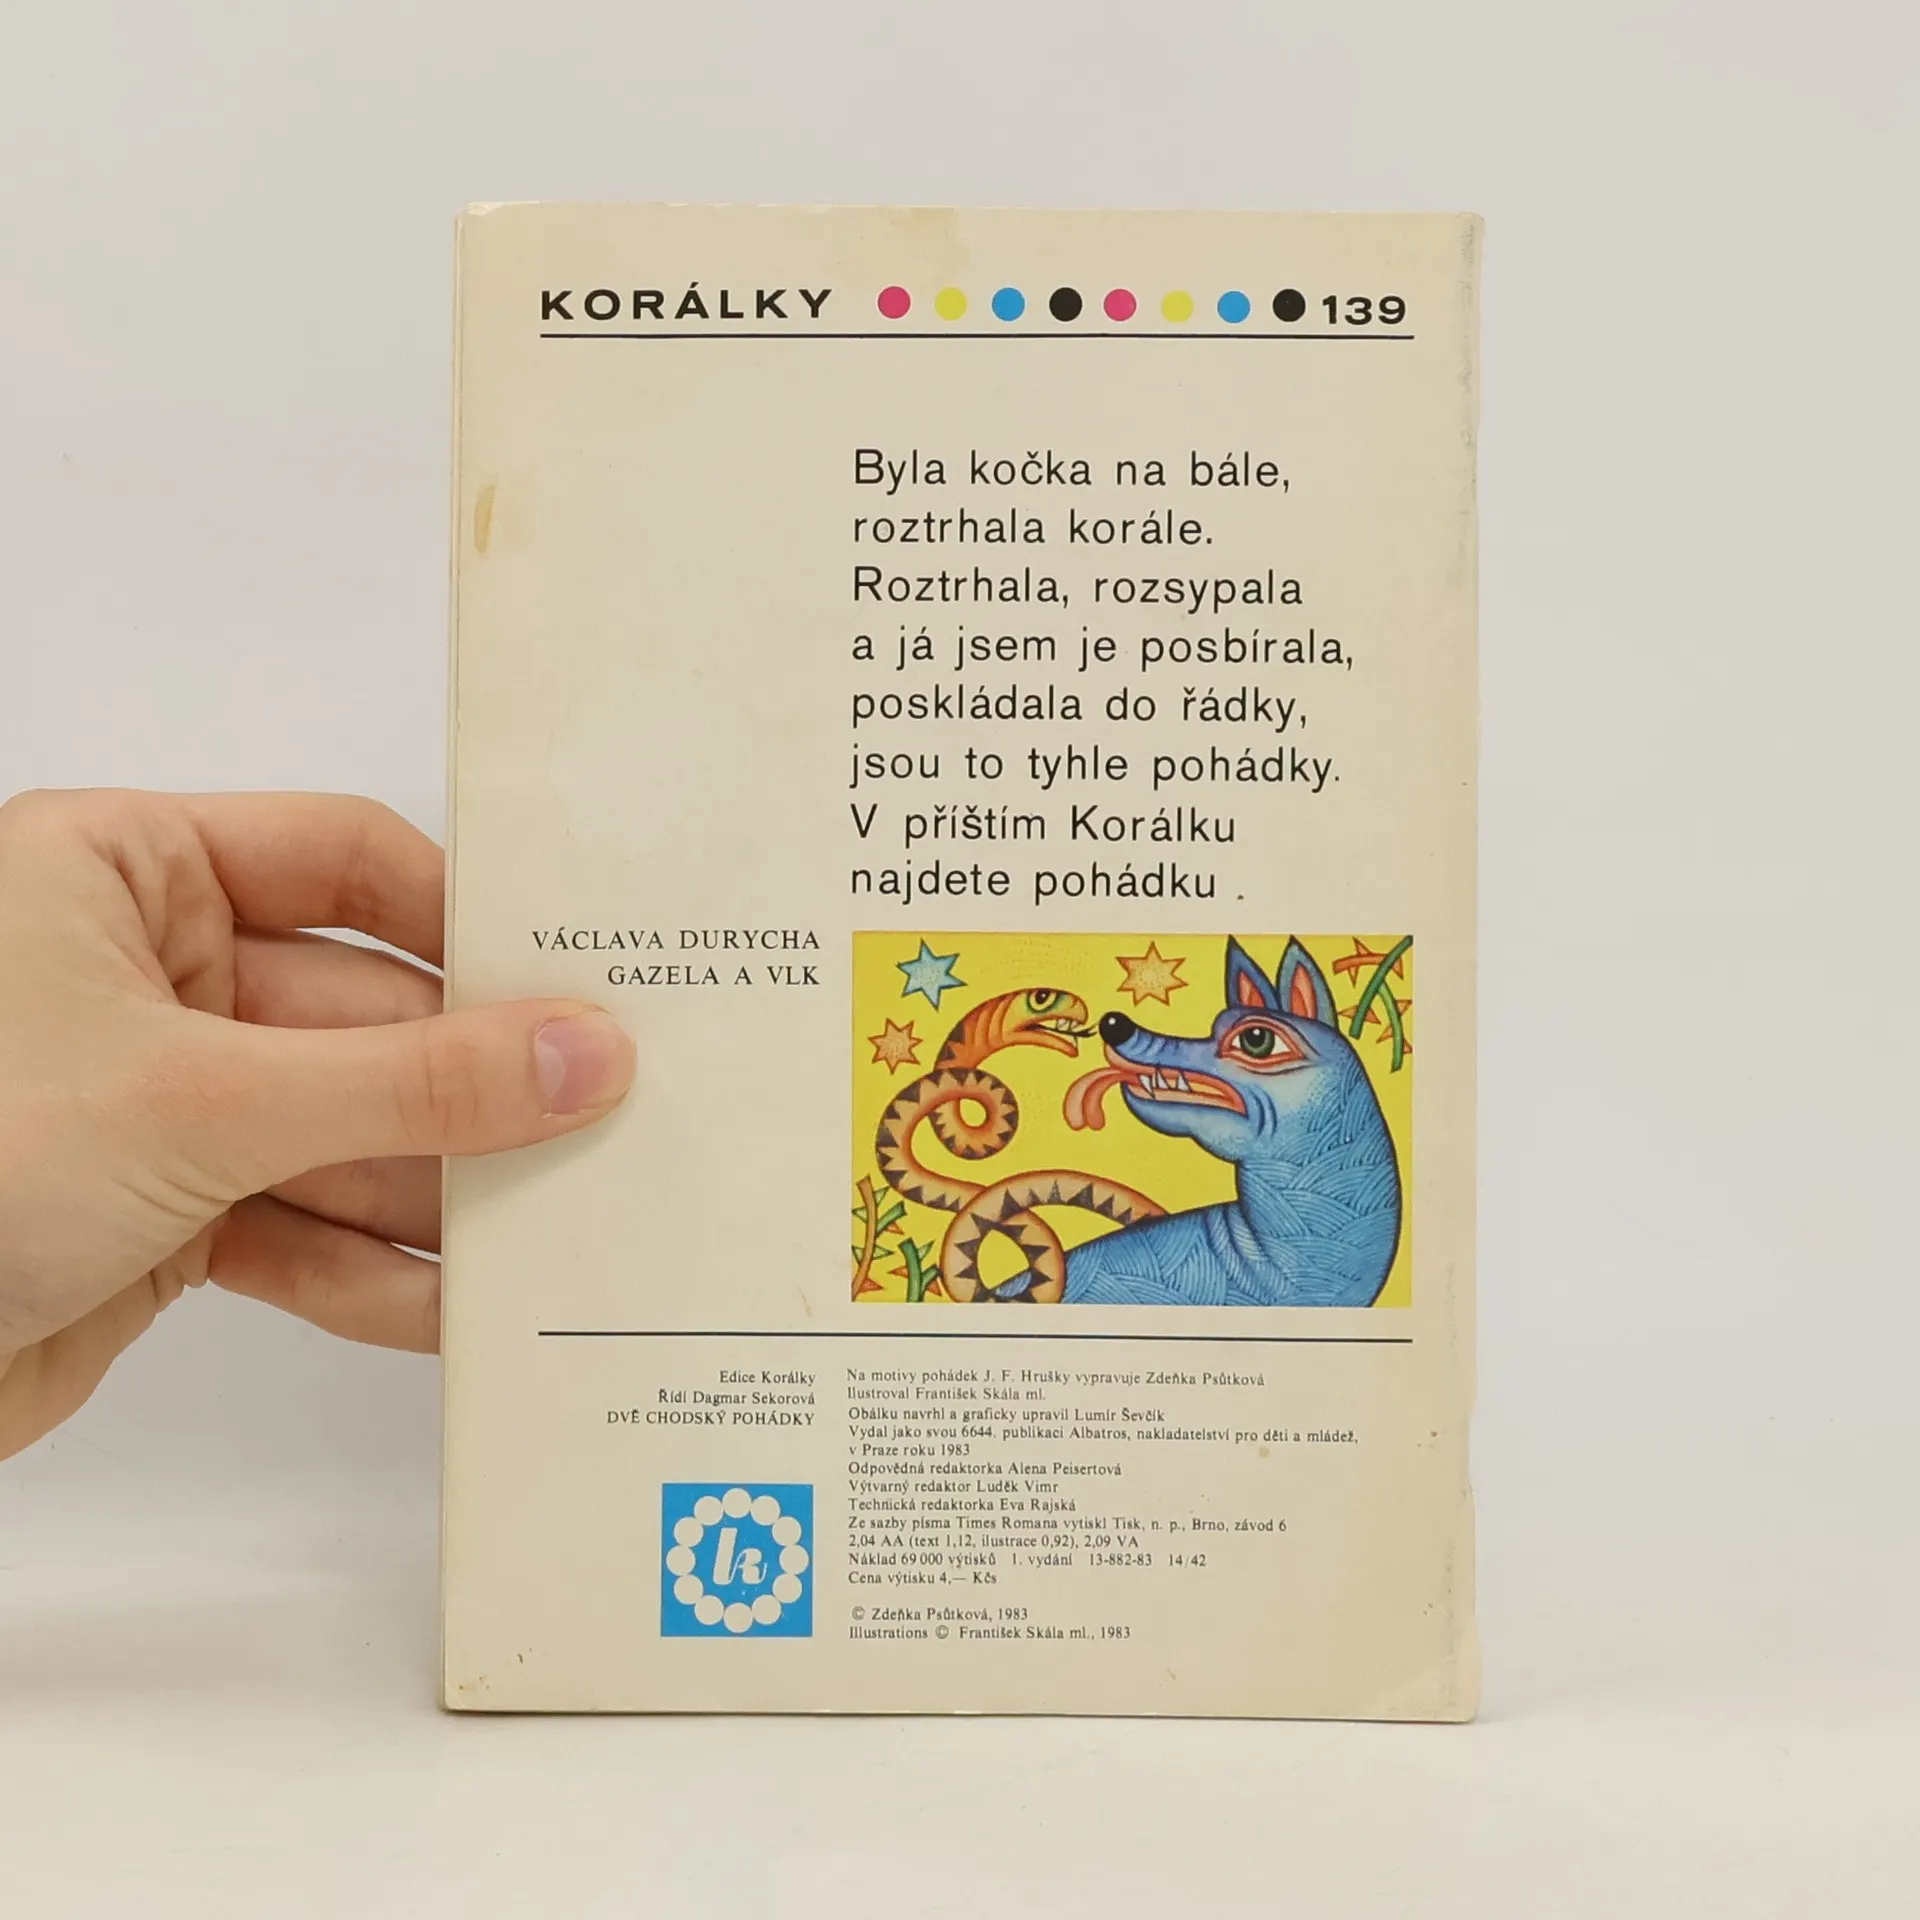 KORÁLKY 139
Byla kočka na bále,
roztrhala korále.
Roztrhala, rozsypala
a já jsem je posbírala,
poskládala do řádky,
jsou to tyhle pohádky.
V příštím Korálku
najdete pohádku .
VÁCLAVA DURYCHA
GAZELA A VLK
Edice Korálky
Řídí Dagmar Sekorová
DVĚ CHODSKÝ POHÁDKY
k
Na motivy pohádek J. F. Hrušky vypravuje Zdeňka Psůtková
Ilustroval František Skála ml.
Obálku navrhl a graficky upravil Lumír Ševčík
Vydal jako svou 6644. publikaci Albatros, nakladatelství pro děti a mládež,
v Praze roku 1983
Odpovědná redaktorka Alena Peisertová
Výtvarný redaktor Luděk Vimr
Technická redaktorka Eva Rajská
Ze sazby písma Times Romana vytiskl Tisk, n. p., Brno, závod 6
2,04 AA (text 1,12, ilustrace 0,92), 2,09 VA
Náklad 69 000 výtisků 1. vydání 13-882-83 14/42
Cena výtisku 4,— Kčs
© Zdeňka Psůtková, 1983
Illustrations © František Skála ml., 1983